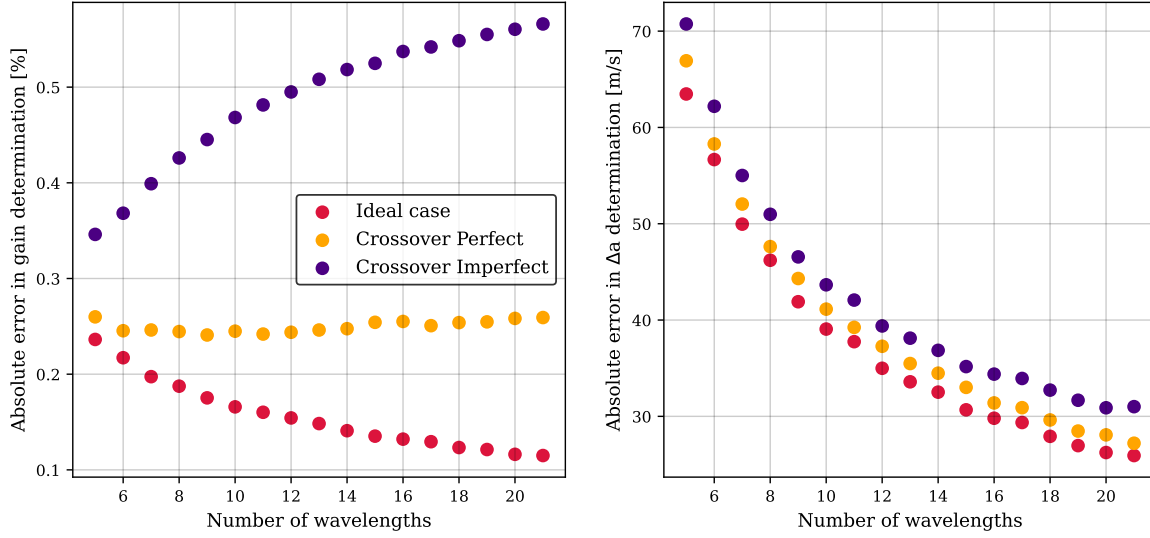 Absolute error in gain determination [%]
0.5
0.4
0.3
0.2
0.1
6 8 10 12 14 16 18 20
Number of wavelengths
Ideal case
Crossover Perfect
Crossover Imperfect
Absolute error in Δa determination [m/s]
70
60
50
40
30
6 8 10 12 14 16 18 20
Number of wavelengths